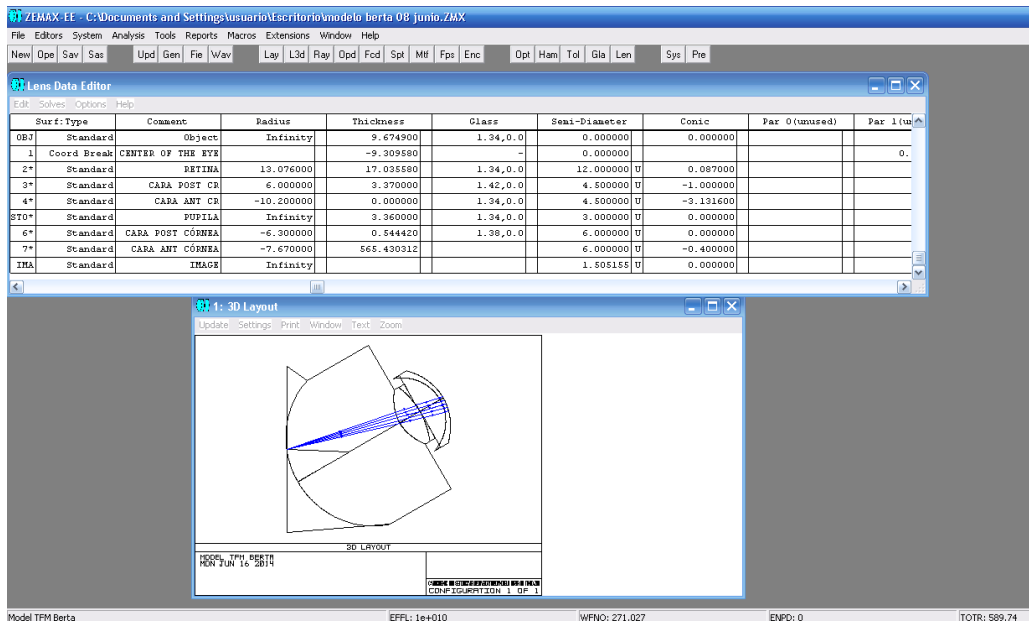 ZEMAX-EE - C:\Documents and Settings\usuario\Escritorio\modelo berta 08 junio.ZMX
File Editors System Analysis Tools Reports Macros Extensions Window Help
New Ope Sav Sas Upd Gen Fie Wav Lay L3d Ray Opd Fcd Spt Mtf Fps Enc Opt Ham Tol Gla Len Sys Pre
Lens Data Editor
Edit Solves Options Help
Surf:Type Comment Radius Thickness Glass Semi-Diameter Conic Par 0(unused) Par 1(un
OBJ Standard Object Infinity 9.674900 1.34,0.0 0.000000 0.000000
1 Coord Break CENTER OF THE EYE -9.309580 - 0.000000 0.
2* Standard RETINA 13.076000 17.035580 1.34,0.0 12.000000 U 0.087000
3* Standard CARA POST CR 6.000000 3.370000 1.42,0.0 4.500000 U -1.000000
4* Standard CARA ANT CR -10.200000 0.000000 1.34,0.0 4.500000 U -3.131600
STO* Standard PUPILA Infinity 3.360000 1.34,0.0 3.000000 U 0.000000
6* Standard CARA POST CÓRNEA -6.300000 0.544420 1.38,0.0 6.000000 U 0.000000
7* Standard CARA ANT CÓRNEA -7.670000 565.430312 6.000000 U -0.400000
IMA Standard IMAGE Infinity 1.505155 U 0.000000
1: 3D Layout
Update Settings Print Window Text Zoom
3D LAYOUT
MODEL TFM BERTA
MON JUN 16 2014
CONFIGURATION 1 OF 1
Model TFM Berta EFFL: 1e+010 WFNO: 271.027 ENPD: 0 TOTR: 589.74